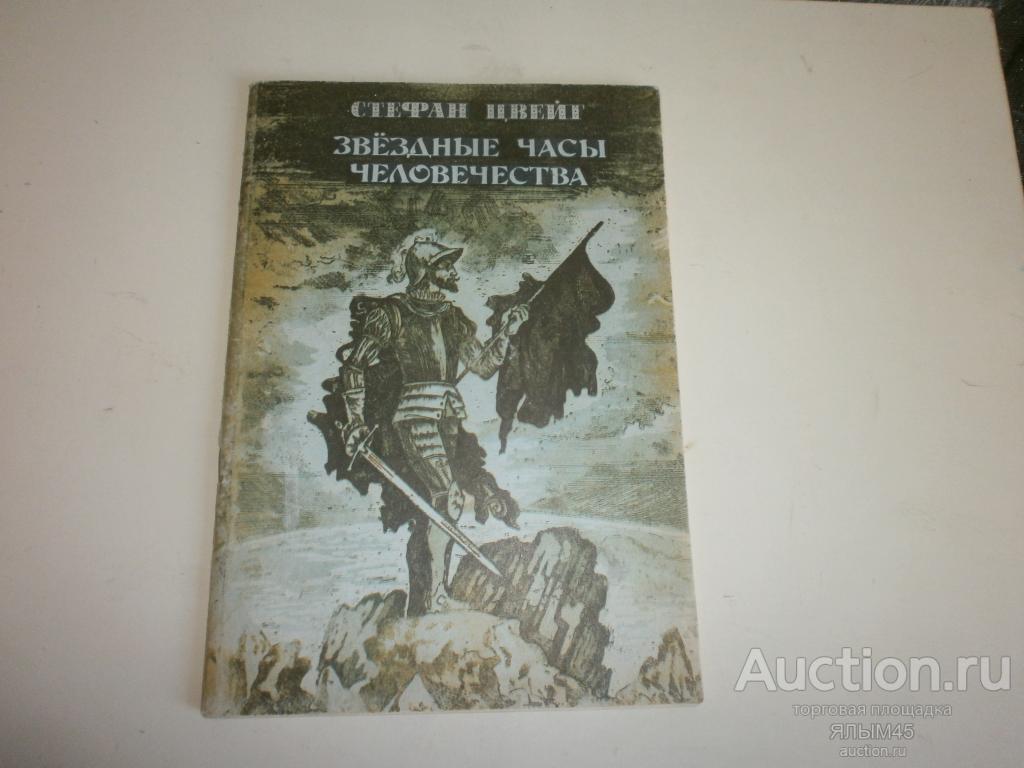 СТЕФАН ЦВЕЙГ
ЗВЁЗДНЫЕ ЧАСЫ
ЧЕЛОВЕЧЕСТВА
Auction.ru
торговая площадка
ЯЛЫМ45
auction.ru